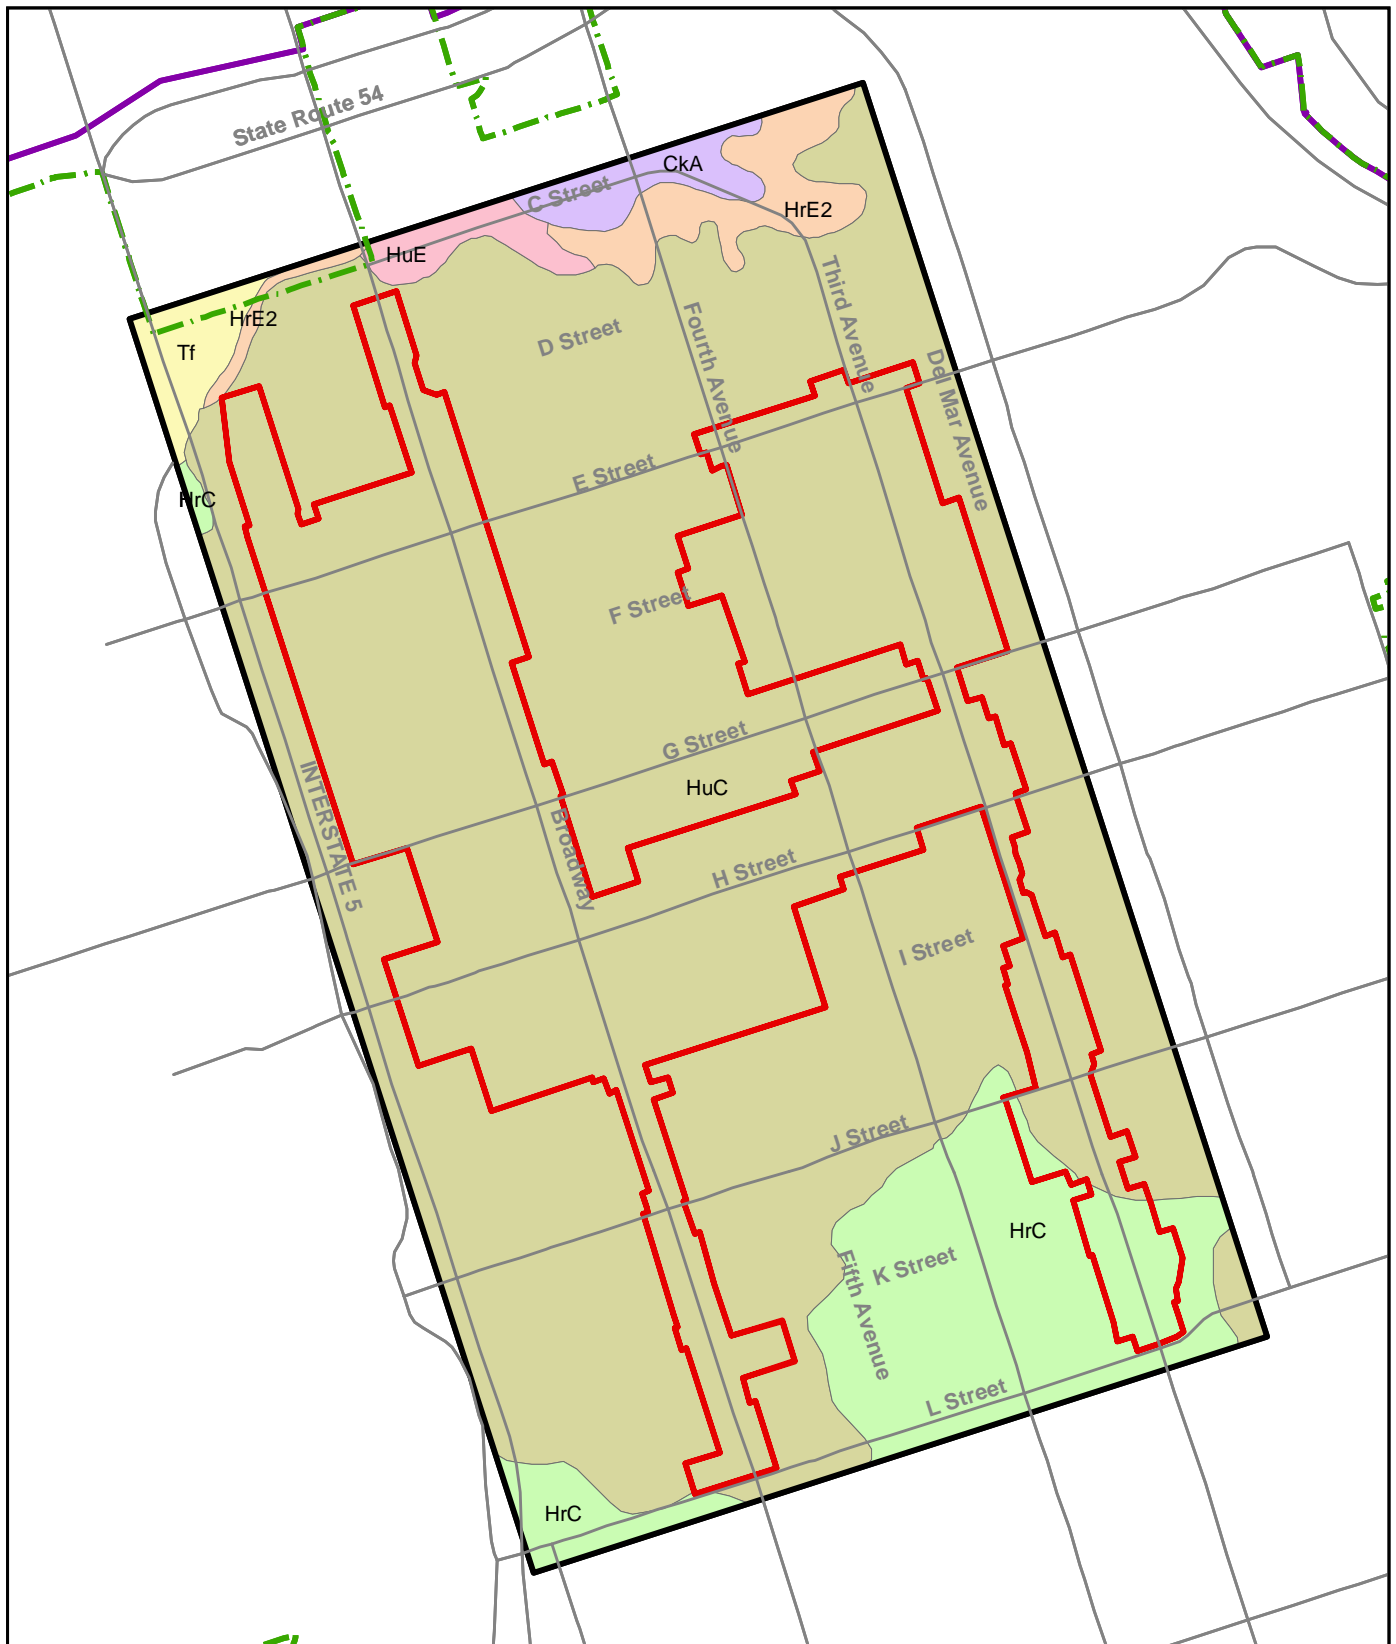 State Route 54
CkA
C Street
HrE2
HuE
HrE2
Tf
D Street
Fourth Avenue
Third Avenue
Del Mar Avenue
E Street
HrC
F Street
G Street
HuC
INTERSTATE 5
Broadway
H Street
I Street
J Street
HrC
K Street
Fifth Avenue
L Street
HrC